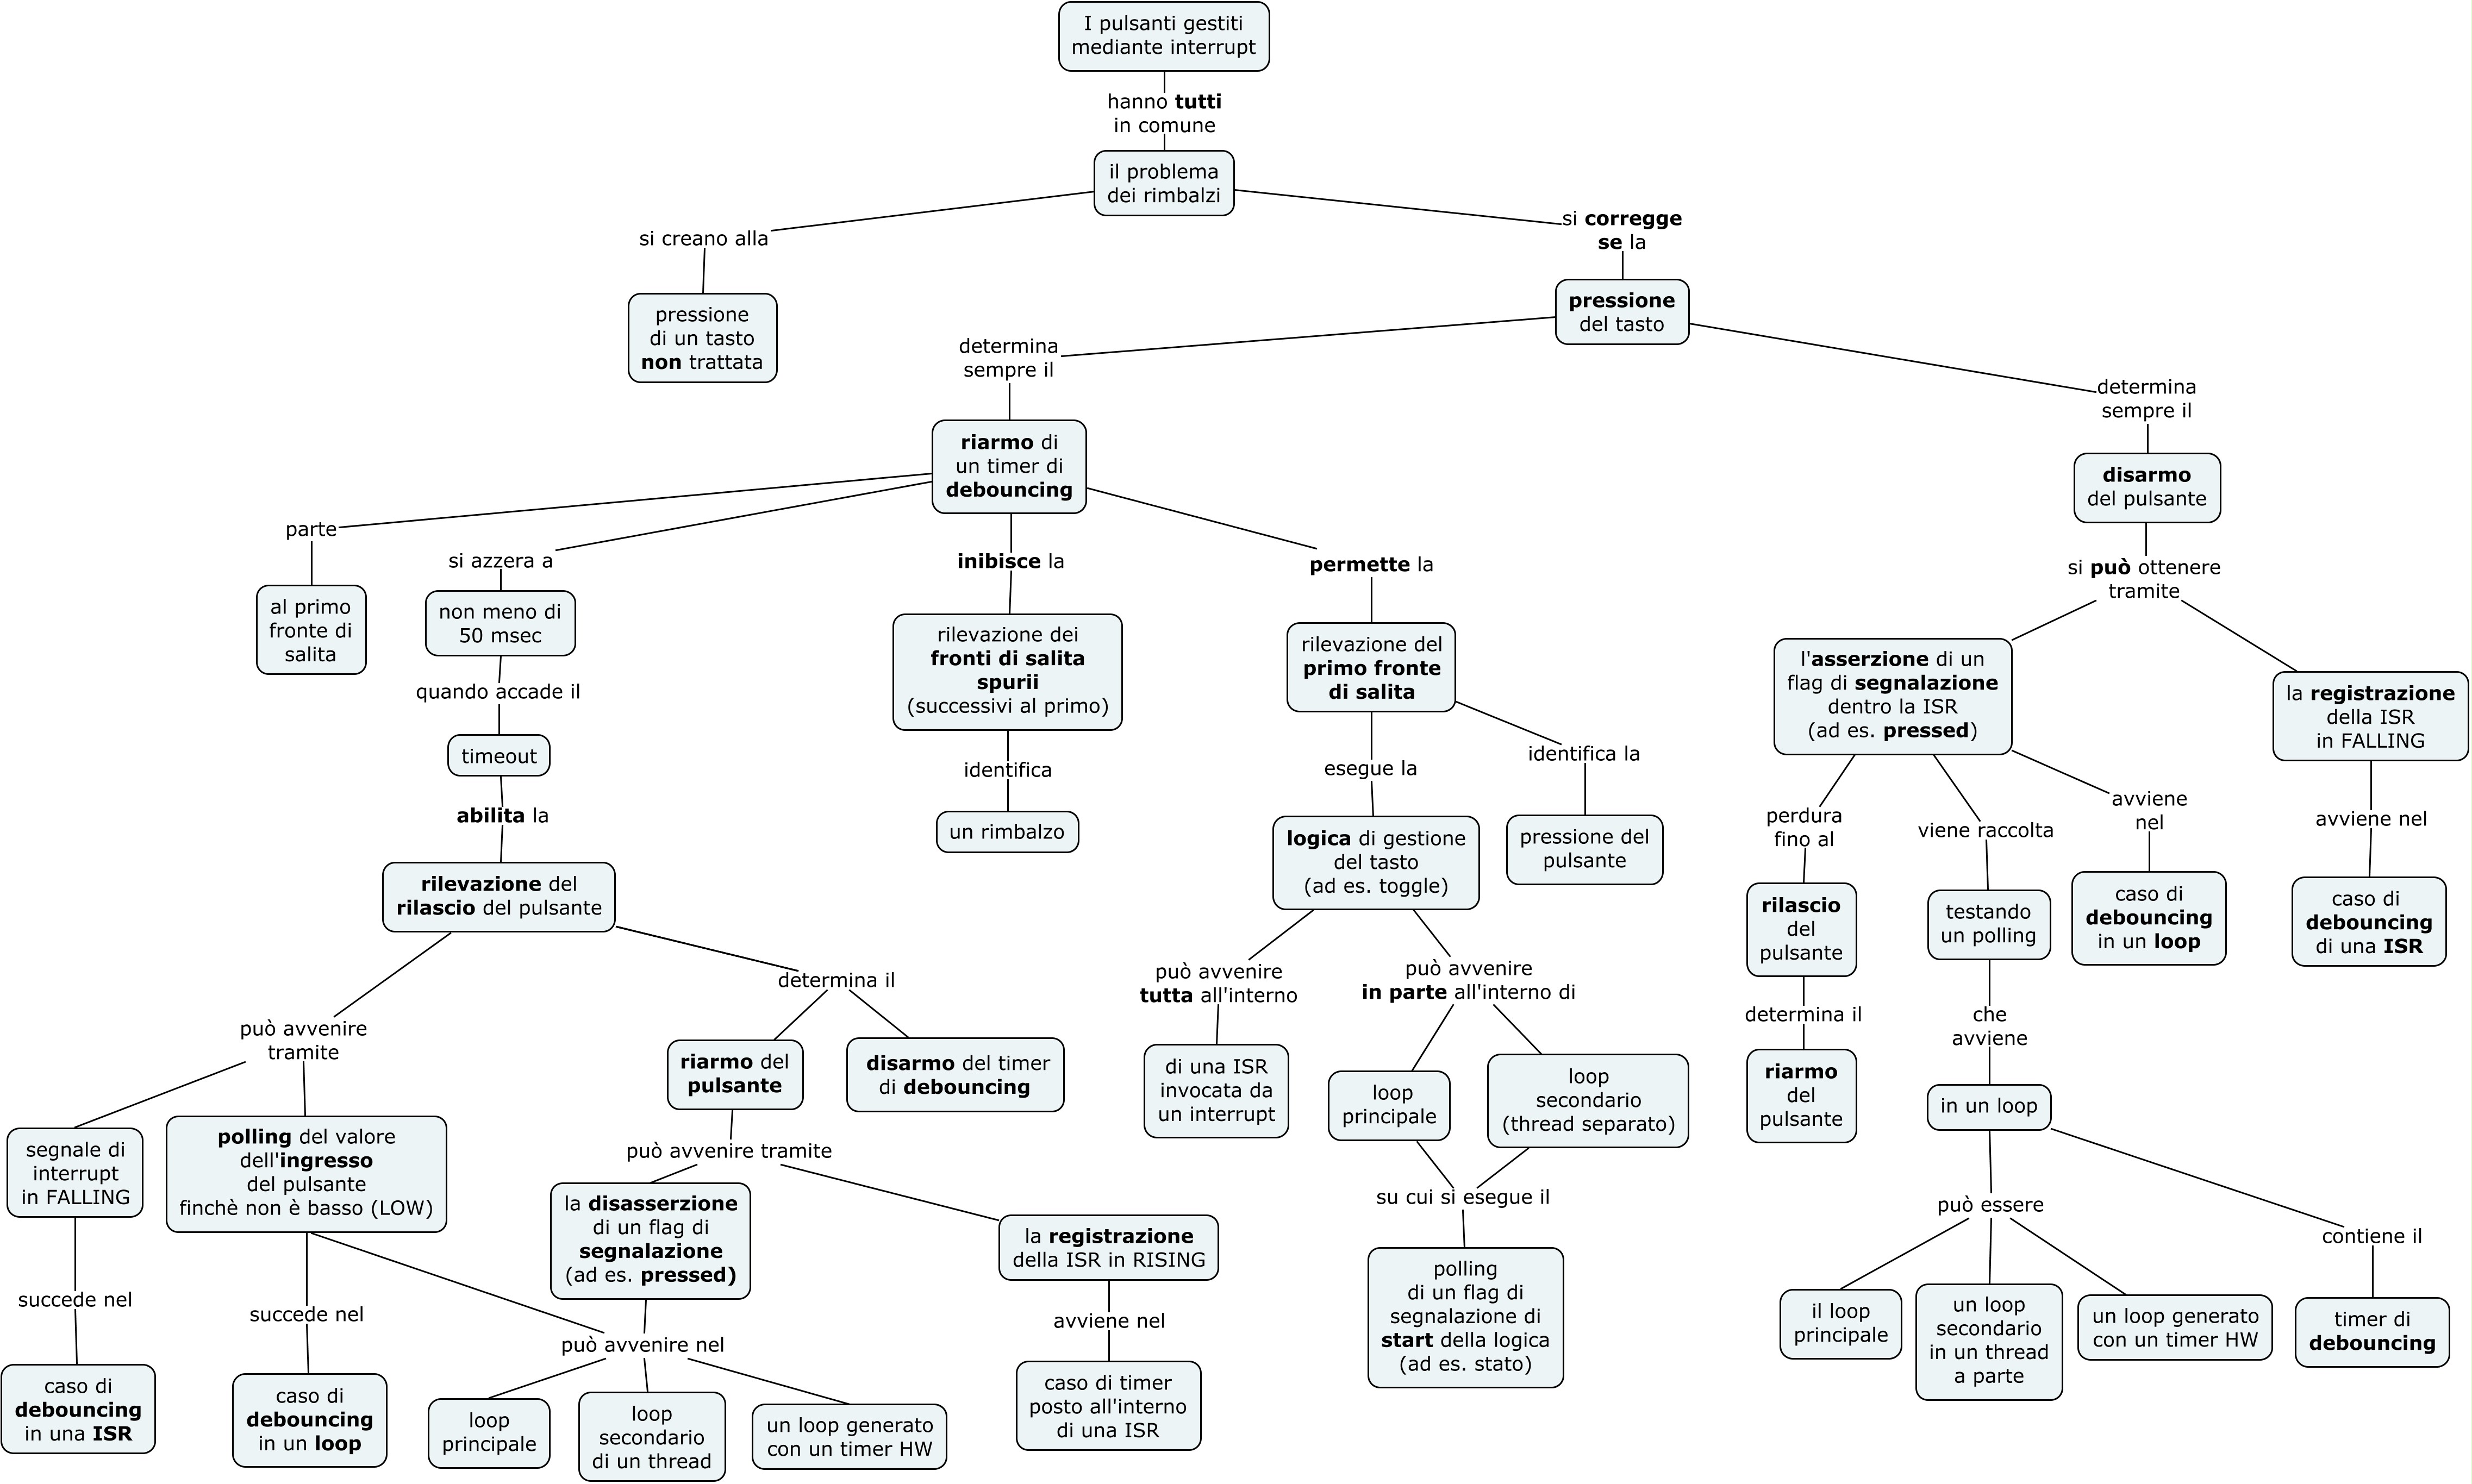 I pulsanti gestiti
mediante interrupt
hanno tutti
in comune
il problema
dei rimbalzi
si creano alla
pressione
di un tasto
non trattata
si corregge
se la
pressione
del tasto
determina
sempre il
riarmo di
un timer di
debouncing
parte
al primo
fronte di
salita
si azzera a
non meno di
50 msec
quando accade il
timeout
abilita la
rilevazione del
rilascio del pulsante
può avvenire
tramite
segnale di
interrupt
in FALLING
succede nel
caso di
debouncing
in una ISR
polling del valore
dell'ingresso
del pulsante
finchè non è basso (LOW)
succede nel
caso di
debouncing
in un loop
determina il
riarmo del
pulsante
disarmo del timer
di debouncing
può avvenire tramite
la disasserzione
di un flag di
segnalazione
(ad es. pressed)
può avvenire nel
loop
principale
loop
secondario
di un thread
un loop generato
con un timer HW
la registrazione
della ISR in RISING
avviene nel
caso di timer
posto all'interno
di una ISR
inibisce la
rilevazione dei
fronti di salita
spurii
(successivi al primo)
identifica
un rimbalzo
permette la
rilevazione del
primo fronte
di salita
esegue la
logica di gestione
del tasto
(ad es. toggle)
identifica la
pressione del
pulsante
può avvenire
tutta all'interno
di una ISR
invocata da
un interrupt
può avvenire
in parte all'interno di
loop
principale
loop
secondario
(thread separato)
su cui si esegue il
polling
di un flag di
segnalazione di
start della logica
(ad es. stato)
determina
sempre il
disarmo
del pulsante
si può ottenere
tramite
l'asserzione di un
flag di segnalazione
dentro la ISR
(ad es. pressed)
perdura
fino al
rilascio
del
pulsante
determina il
riarmo
del
pulsante
viene raccolta
testando
un polling
che
avviene
in un loop
può essere
il loop
principale
un loop
secondario
in un thread
a parte
un loop generato
con un timer HW
contiene il
timer di
debouncing
avviene
nel
caso di
debouncing
in un loop
la registrazione
della ISR
in FALLING
avviene nel
caso di
debouncing
di una ISR